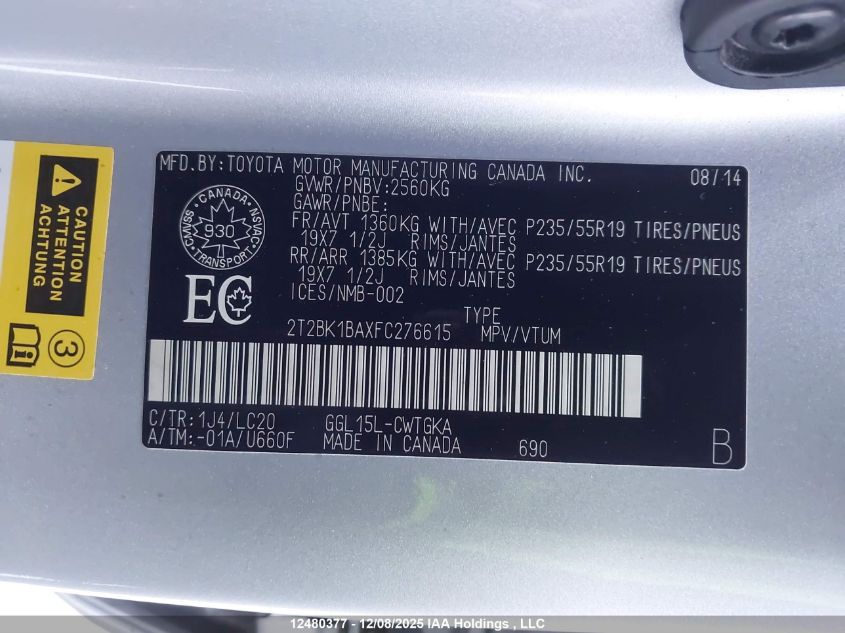 MFD.BY:TOYOTA MOTOR MANUFACTURING CANADA INC. 08/14
GVWR/PNBV:2560KG
GAWR/PNBE:
FR/AVT 1360KG WITH/AVEC P235/55R19 TIRES/PNEUS
19X7 1/2J RIMS/JANTES
RR/ARR 1385KG WITH/AVEC P235/55R19 TIRES/PNEUS
19X7 1/2J RIMS/JANTES
ICES/NMB-002
CANADA
CMVSS NSVAC
930
TRANSPORT
EC
TYPE
2T2BK1BAXFC276615 MPV/VTUM
C/TR:1J4/LC20 GGL15L-CWTGKA
A/TM:-01A/U660F MADE IN CANADA 690 B
CAUTION
ATTENTION
ACHTUNG
3
12480377 - 12/08/2025 IAA Holdings , LLC